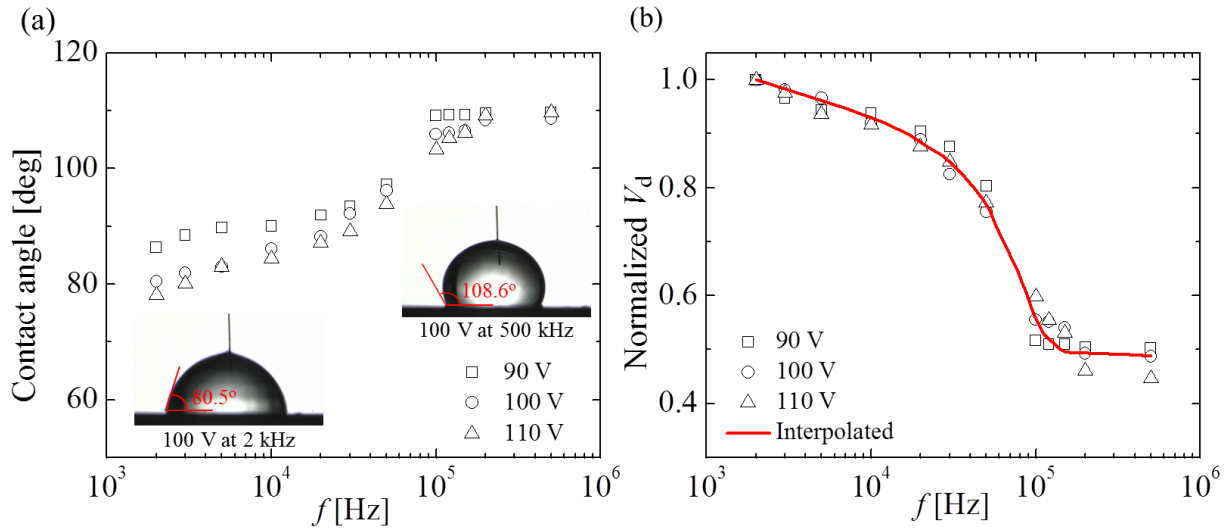 (a)
120
100
80
60
Contact angle [deg]
10³ 10⁴ 10⁵ 10⁶
f [Hz]
108.6°
100 V at 500 kHz
80.5°
100 V at 2 kHz
90 V
100 V
110 V
(b)
1.0
0.8
0.6
0.4
Normalized V_d
10³ 10⁴ 10⁵ 10⁶
f [Hz]
90 V
100 V
110 V
Interpolated